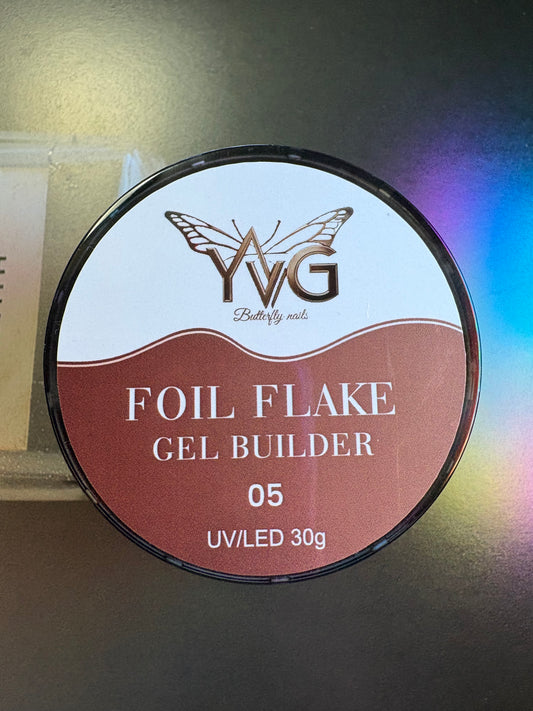 YVG
Butterfly nails
FOIL FLAKE
GEL BUILDER
05
UV/LED 30g